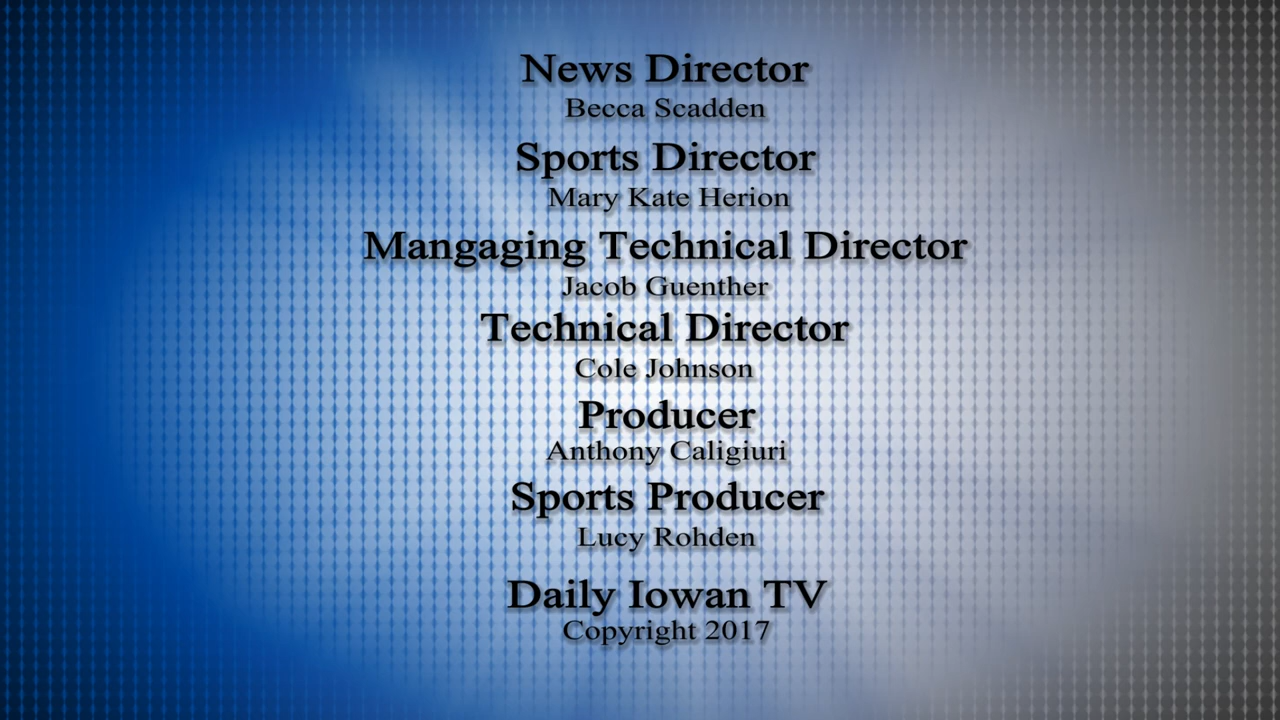 News Director
Becca Scadden
Sports Director
Mary Kate Herion
Mangaging Technical Director
Jacob Guenther
Technical Director
Cole Johnson
Producer
Anthony Caligiuri
Sports Producer
Lucy Rohden
Daily Iowan TV
Copyright 2017